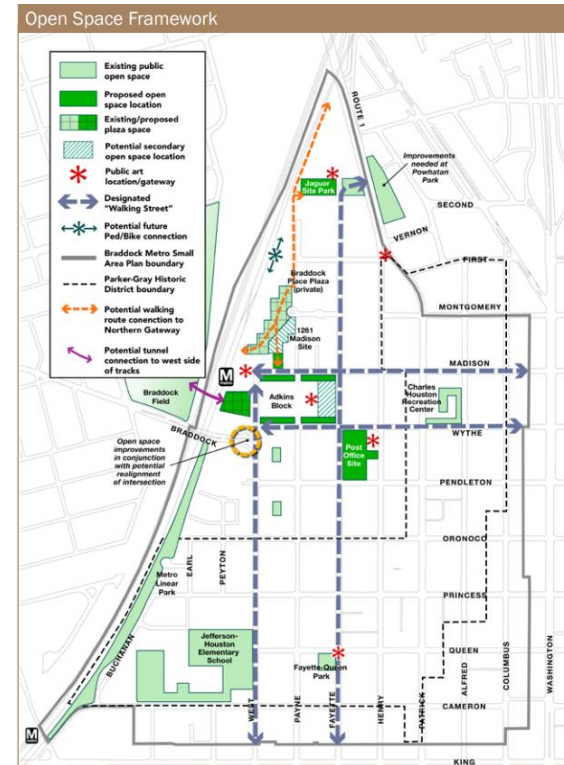 Open Space Framework
Existing public
open space
Proposed open
space location
Existing/proposed
plaza space
Potential secondary
open space location
Public art
location/gateway
Designated
"Walking Street"
Potential future
Ped/Bike connection
Braddock Metro Small
Area Plan boundary
Parker-Gray Historic
District boundary
Potential walking
route conenction to
Northern Gateway
Potential tunnel
connection to west side
of tracks
ROUTE 1
Improvements
needed at
Powhatan Park
Jaguar
Site Park
SECOND
VERNON
FIRST
Braddock
Place Plaza
(private)
MONTGOMERY
1261
Madison
Site
MADISON
M
Braddock
Field
Adkins
Block
Charles
Houston
Recreation
Center
BRADDOCK
WYTHE
Open space
improvements
in conjunction
with potential
realignment
of intersection
Post
Office
Site
PENDLETON
ORONOCO
EARL
PEYTON
Metro
Linear
Park
PRINCESS
BUCHANAN
Jefferson-
Houston
Elementary
School
QUEEN
Fayette-Queen
Park
WEST
PAYNE
FAYETTE
HENRY
PATRICK
ALFRED
COLUMBUS
WASHINGTON
CAMERON
M
KING